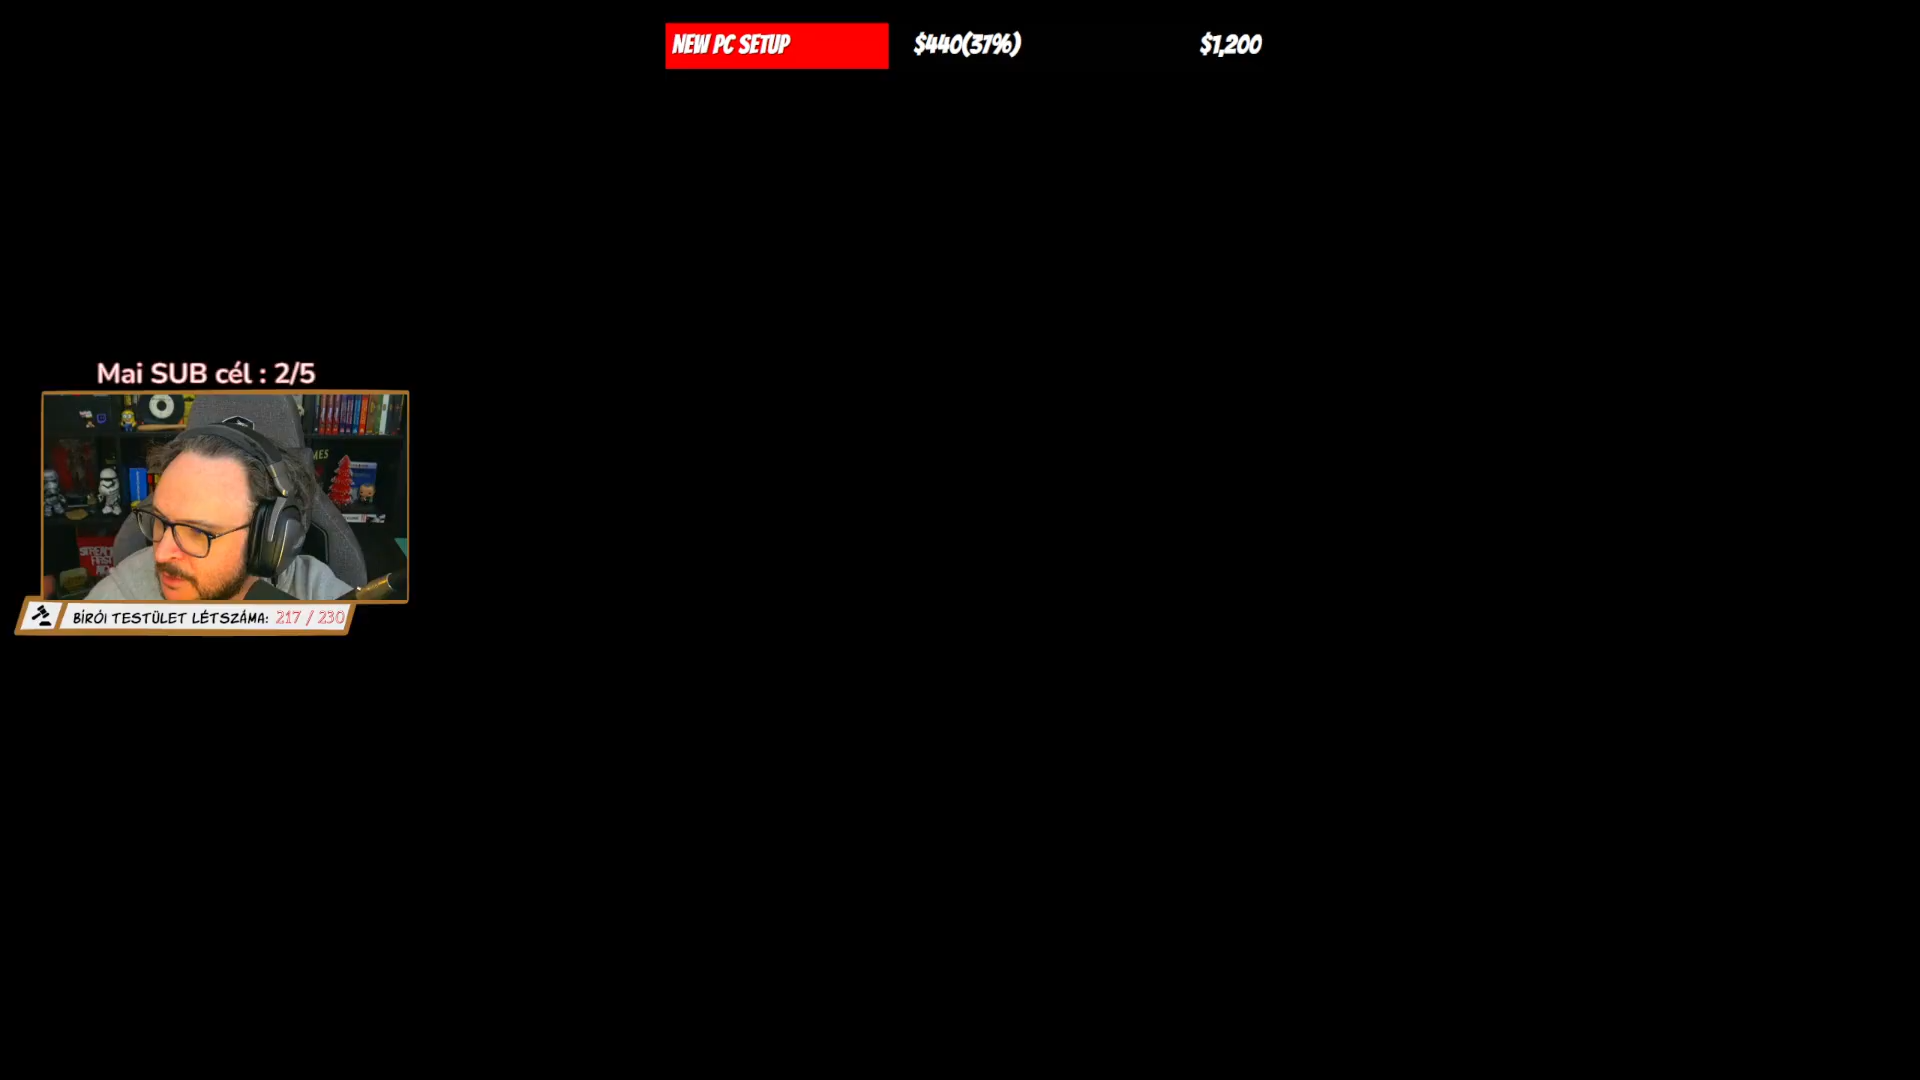 NEW PC SETUP $440(37%) $1,200
Mai SUB cél : 2/5
BÍRÓI TESTÜLET LÉTSZÁMA: 217 / 230